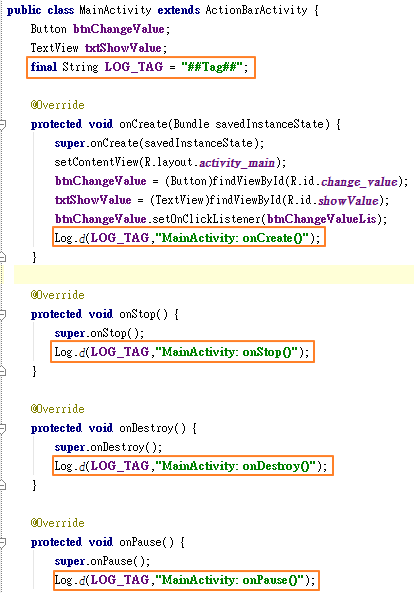 public class MainActivity extends ActionBarActivity {
Button btnChangeValue;
TextView txtShowValue;
final String LOG_TAG = "##Tag##";
@Override
protected void onCreate(Bundle savedInstanceState) {
super.onCreate(savedInstanceState);
setContentView(R.layout.activity_main);
btnChangeValue = (Button)findViewById(R.id.change_value);
txtShowValue = (TextView)findViewById(R.id.showValue);
btnChangeValue.setOnClickListener(btnChangeValueLis);
Log.d(LOG_TAG,"MainActivity: onCreate()");
}
@Override
protected void onStop() {
super.onStop();
Log.d(LOG_TAG,"MainActivity: onStop()");
}
@Override
protected void onDestroy() {
super.onDestroy();
Log.d(LOG_TAG,"MainActivity: onDestroy()");
}
@Override
protected void onPause() {
super.onPause();
Log.d(LOG_TAG,"MainActivity: onPause()");